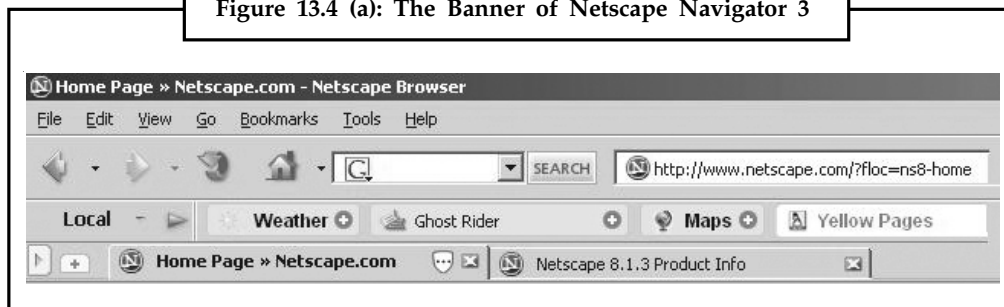 Figure 13.4 (a): The Banner of Netscape Navigator 3
Home Page » Netscape.com - Netscape Browser
File Edit View Go Bookmarks Tools Help
G SEARCH http://www.netscape.com/?floc=ns8-home
Local Weather Ghost Rider Maps Yellow Pages
Home Page » Netscape.com Netscape 8.1.3 Product Info